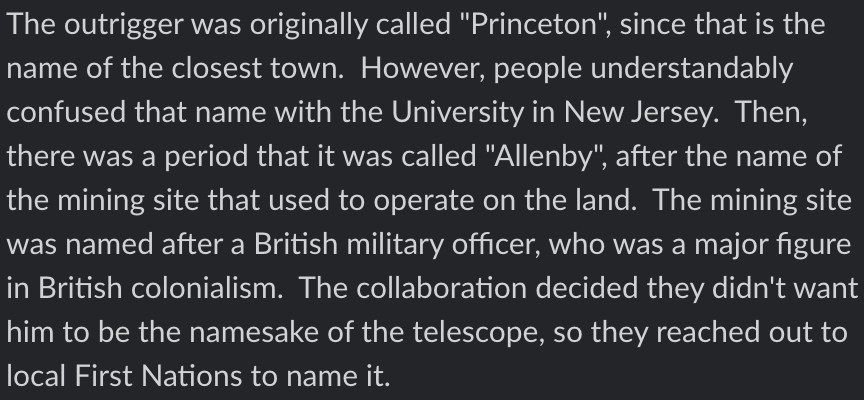 The outrigger was originally called "Princeton", since that is the
name of the closest town.  However, people understandably
confused that name with the University in New Jersey.  Then,
there was a period that it was called "Allenby", after the name of
the mining site that used to operate on the land.  The mining site
was named after a British military officer, who was a major figure
in British colonialism.  The collaboration decided they didn't want
him to be the namesake of the telescope, so they reached out to
local First Nations to name it.